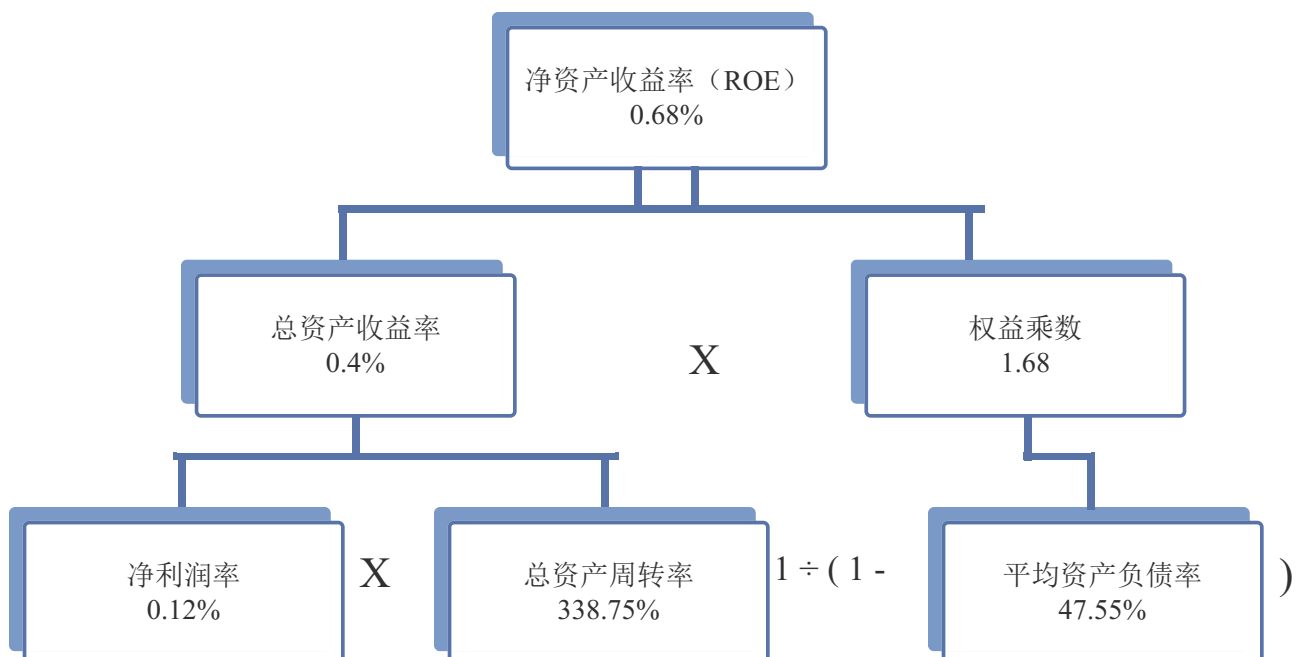 净资产收益率（ROE）
0.68%
总资产收益率
0.4%
X
权益乘数
1.68
净利润率
0.12%
X
总资产周转率
338.75%
1 ÷ ( 1 -
平均资产负债率
47.55%
)